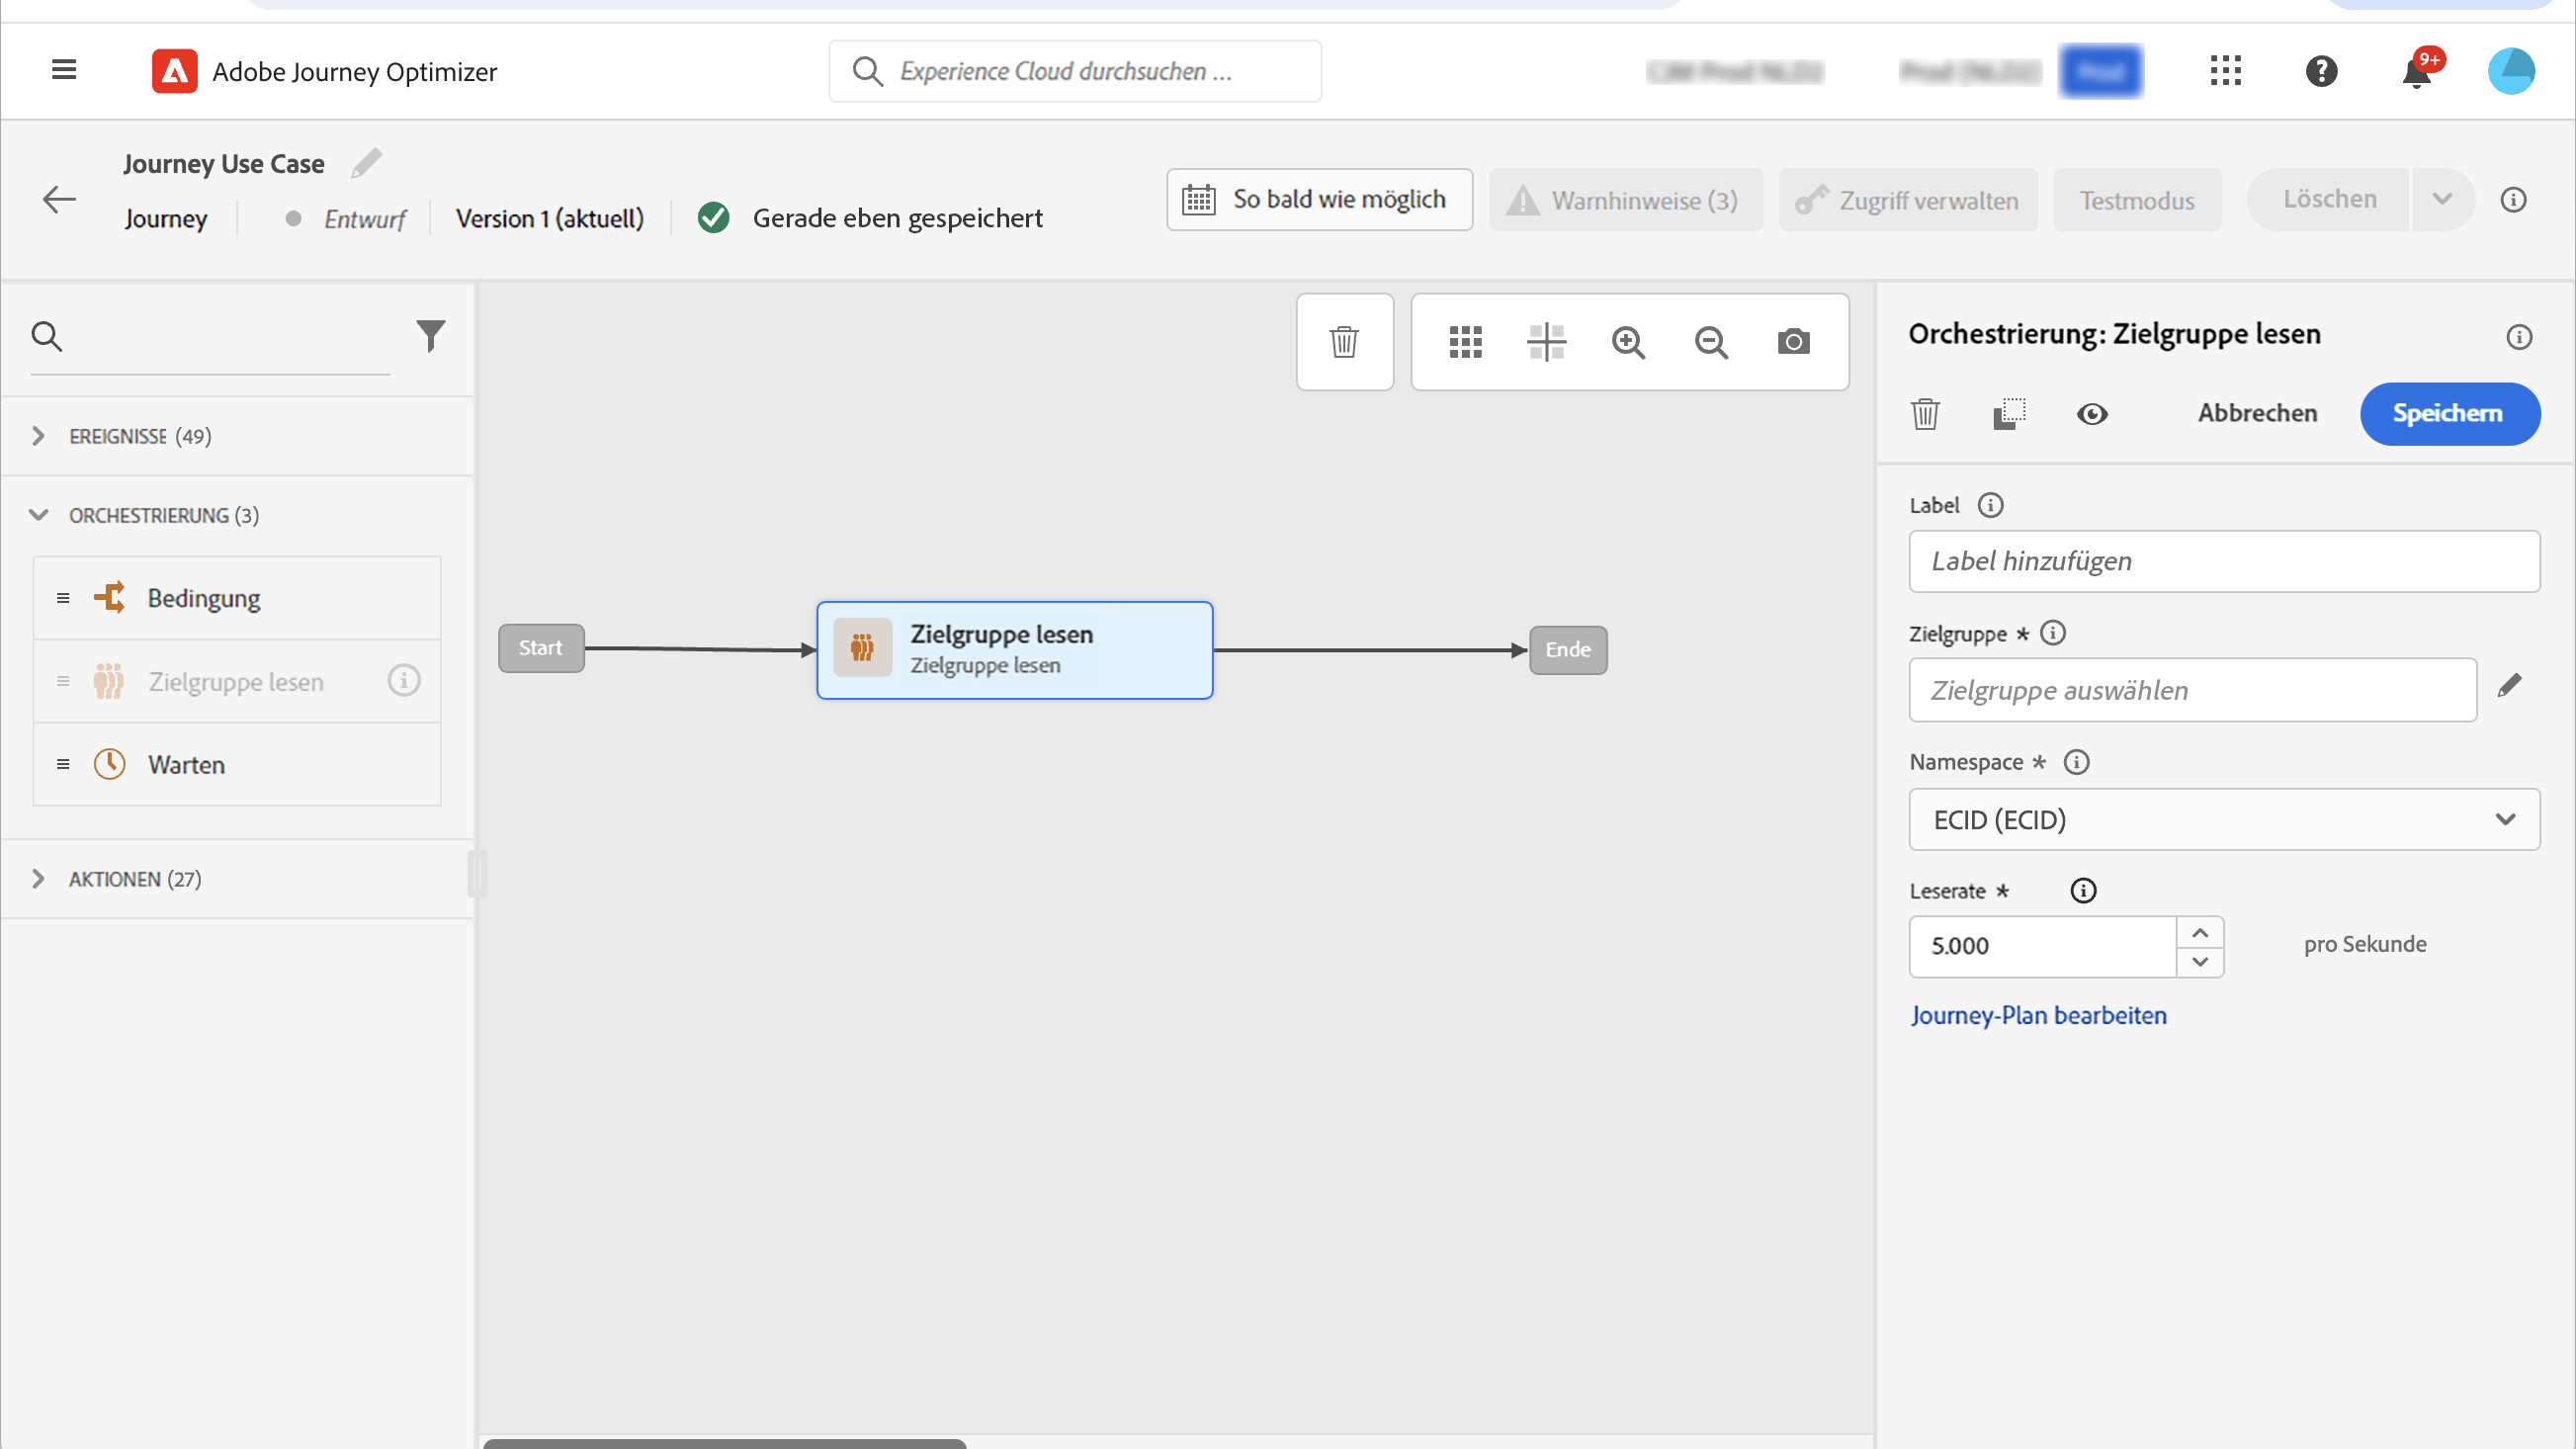 Adobe Journey Optimizer
Experience Cloud durchsuchen ...
9+
Journey Use Case
Journey
Entwurf
Version 1 (aktuell)
Gerade eben gespeichert
So bald wie möglich
Warnhinweise (3)
Zugriff verwalten
Testmodus
Löschen
EREIGNISSE (49)
ORCHESTRIERUNG (3)
Bedingung
Zielgruppe lesen
Warten
AKTIONEN (27)
Start
Zielgruppe lesen
Zielgruppe lesen
Ende
Orchestrierung: Zielgruppe lesen
Abbrechen
Speichern
Label
Label hinzufügen
Zielgruppe *
Zielgruppe auswählen
Namespace *
ECID (ECID)
Leserate *
5.000
pro Sekunde
Journey-Plan bearbeiten